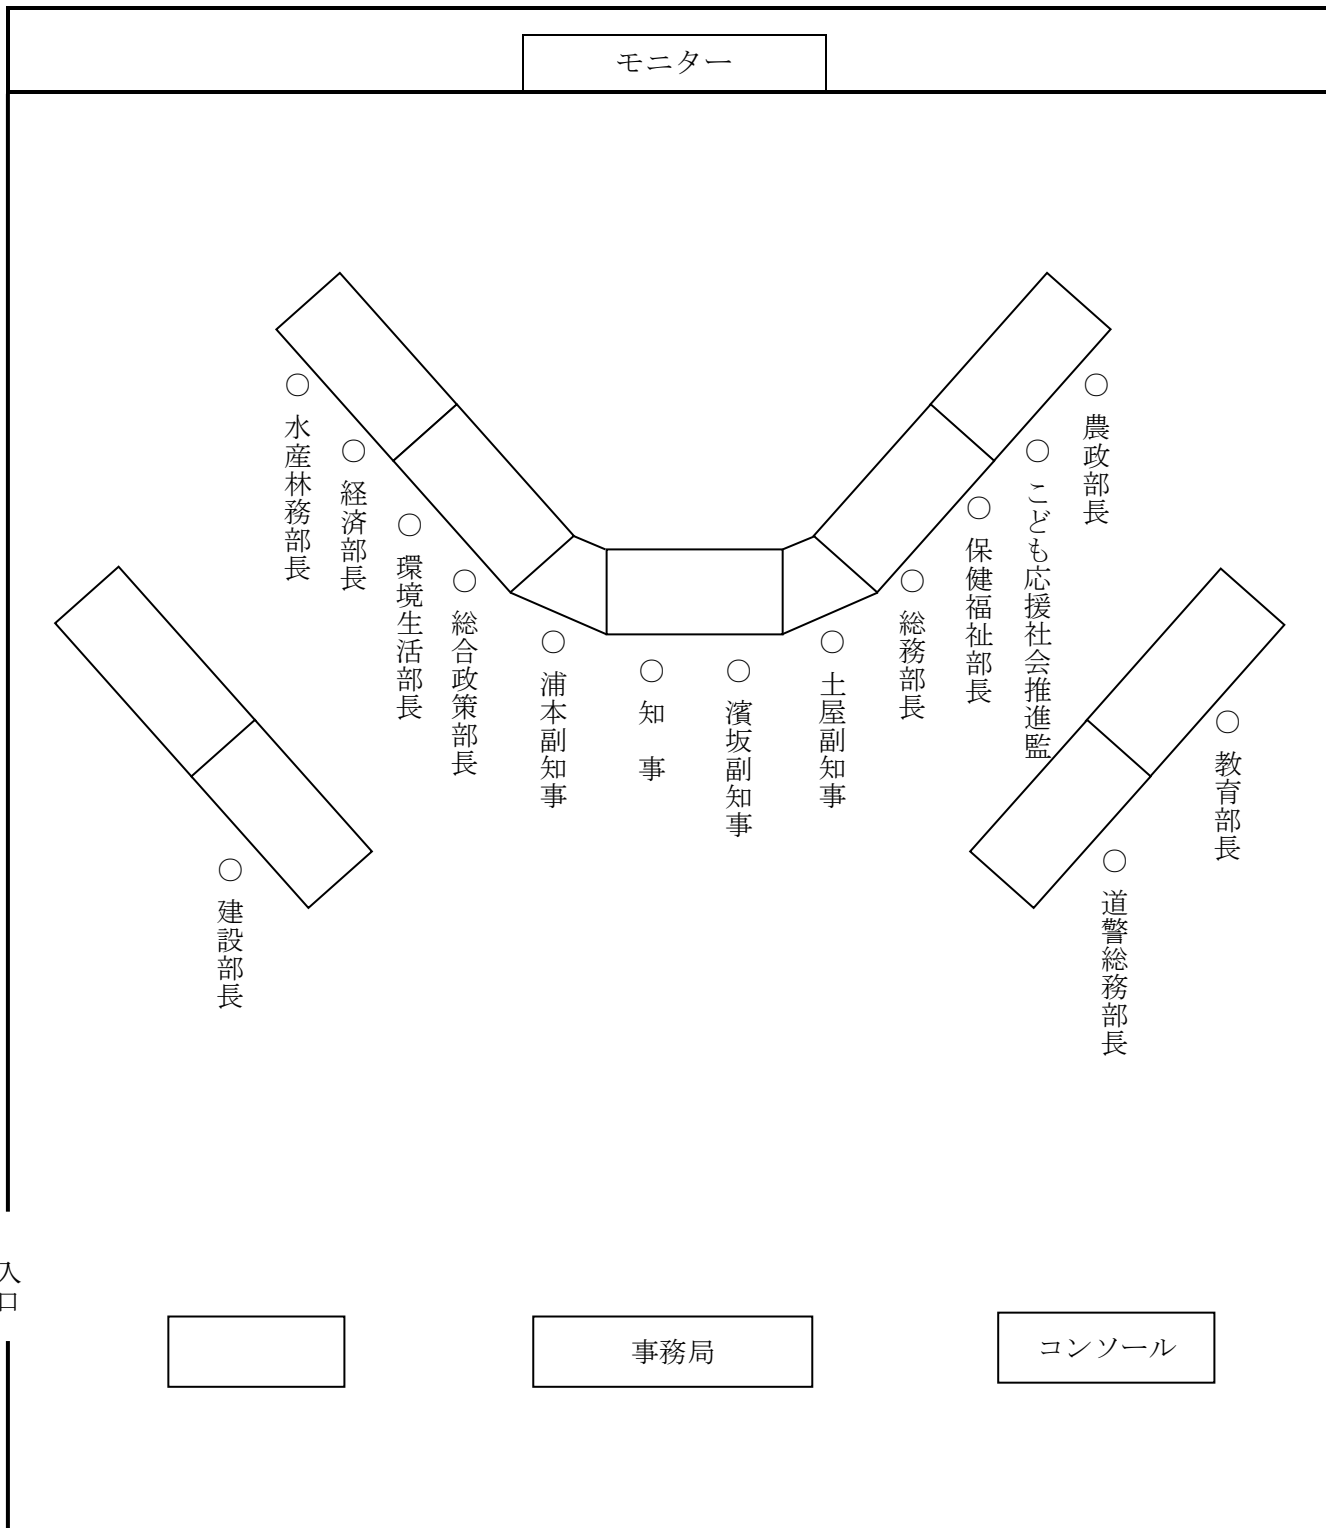 モニター
○ 水産林務部長
○ 経済部長
○ 環境生活部長
○ 総合政策部長
○ 浦本副知事
○ 知　事
○ 濱坂副知事
○ 土屋副知事
○ 総務部長
○ 保健福祉部長
○ こども応援社会推進監
○ 農政部長
○ 建設部長
○ 道警総務部長
○ 教育部長
入口
事務局
コンソール